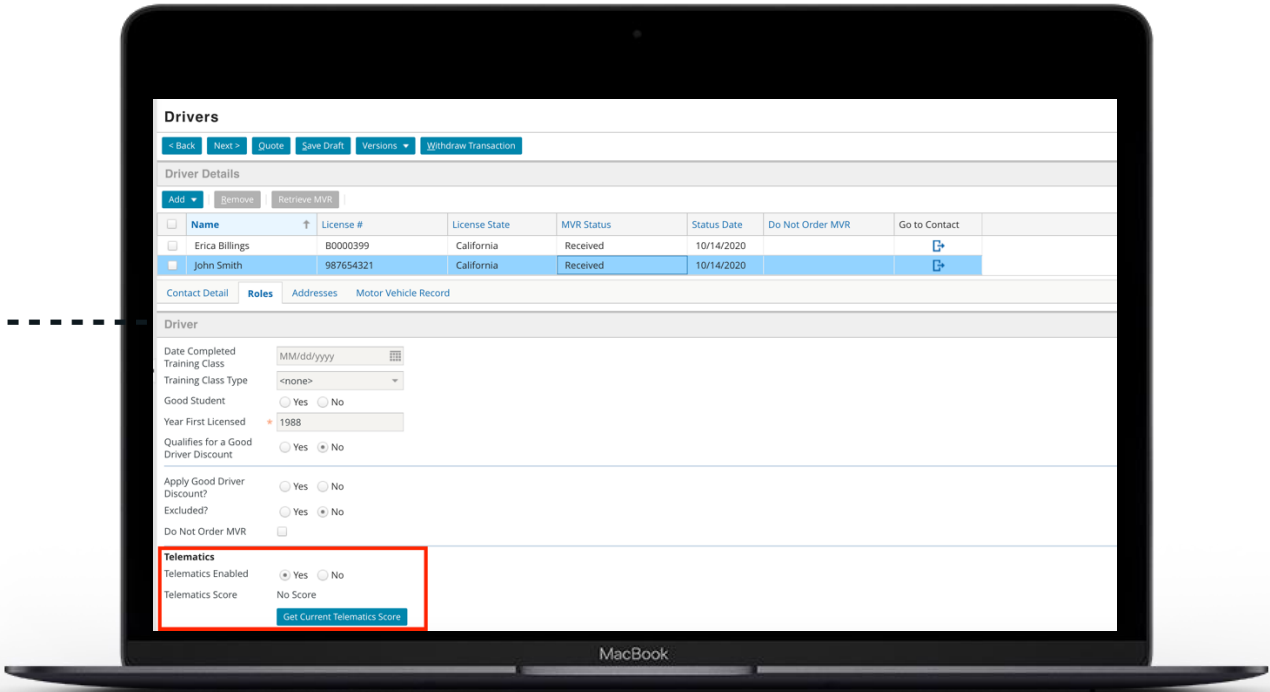 Drivers
< Back Next > Quote Save Draft Versions Withdraw Transaction
Driver Details
Add Remove Retrieve MVR
Name License # License State MVR Status Status Date Do Not Order MVR Go to Contact
Erica Billings B0000399 California Received 10/14/2020
John Smith 987654321 California Received 10/14/2020
Contact Detail Roles Addresses Motor Vehicle Record
Driver
Date Completed
Training Class MM/dd/yyyy
Training Class Type <none>
Good Student Yes No
Year First Licensed * 1988
Qualifies for a Good
Driver Discount Yes No
Apply Good Driver
Discount? Yes No
Excluded? Yes No
Do Not Order MVR
Telematics
Telematics Enabled Yes No
Telematics Score No Score
Get Current Telematics Score
MacBook